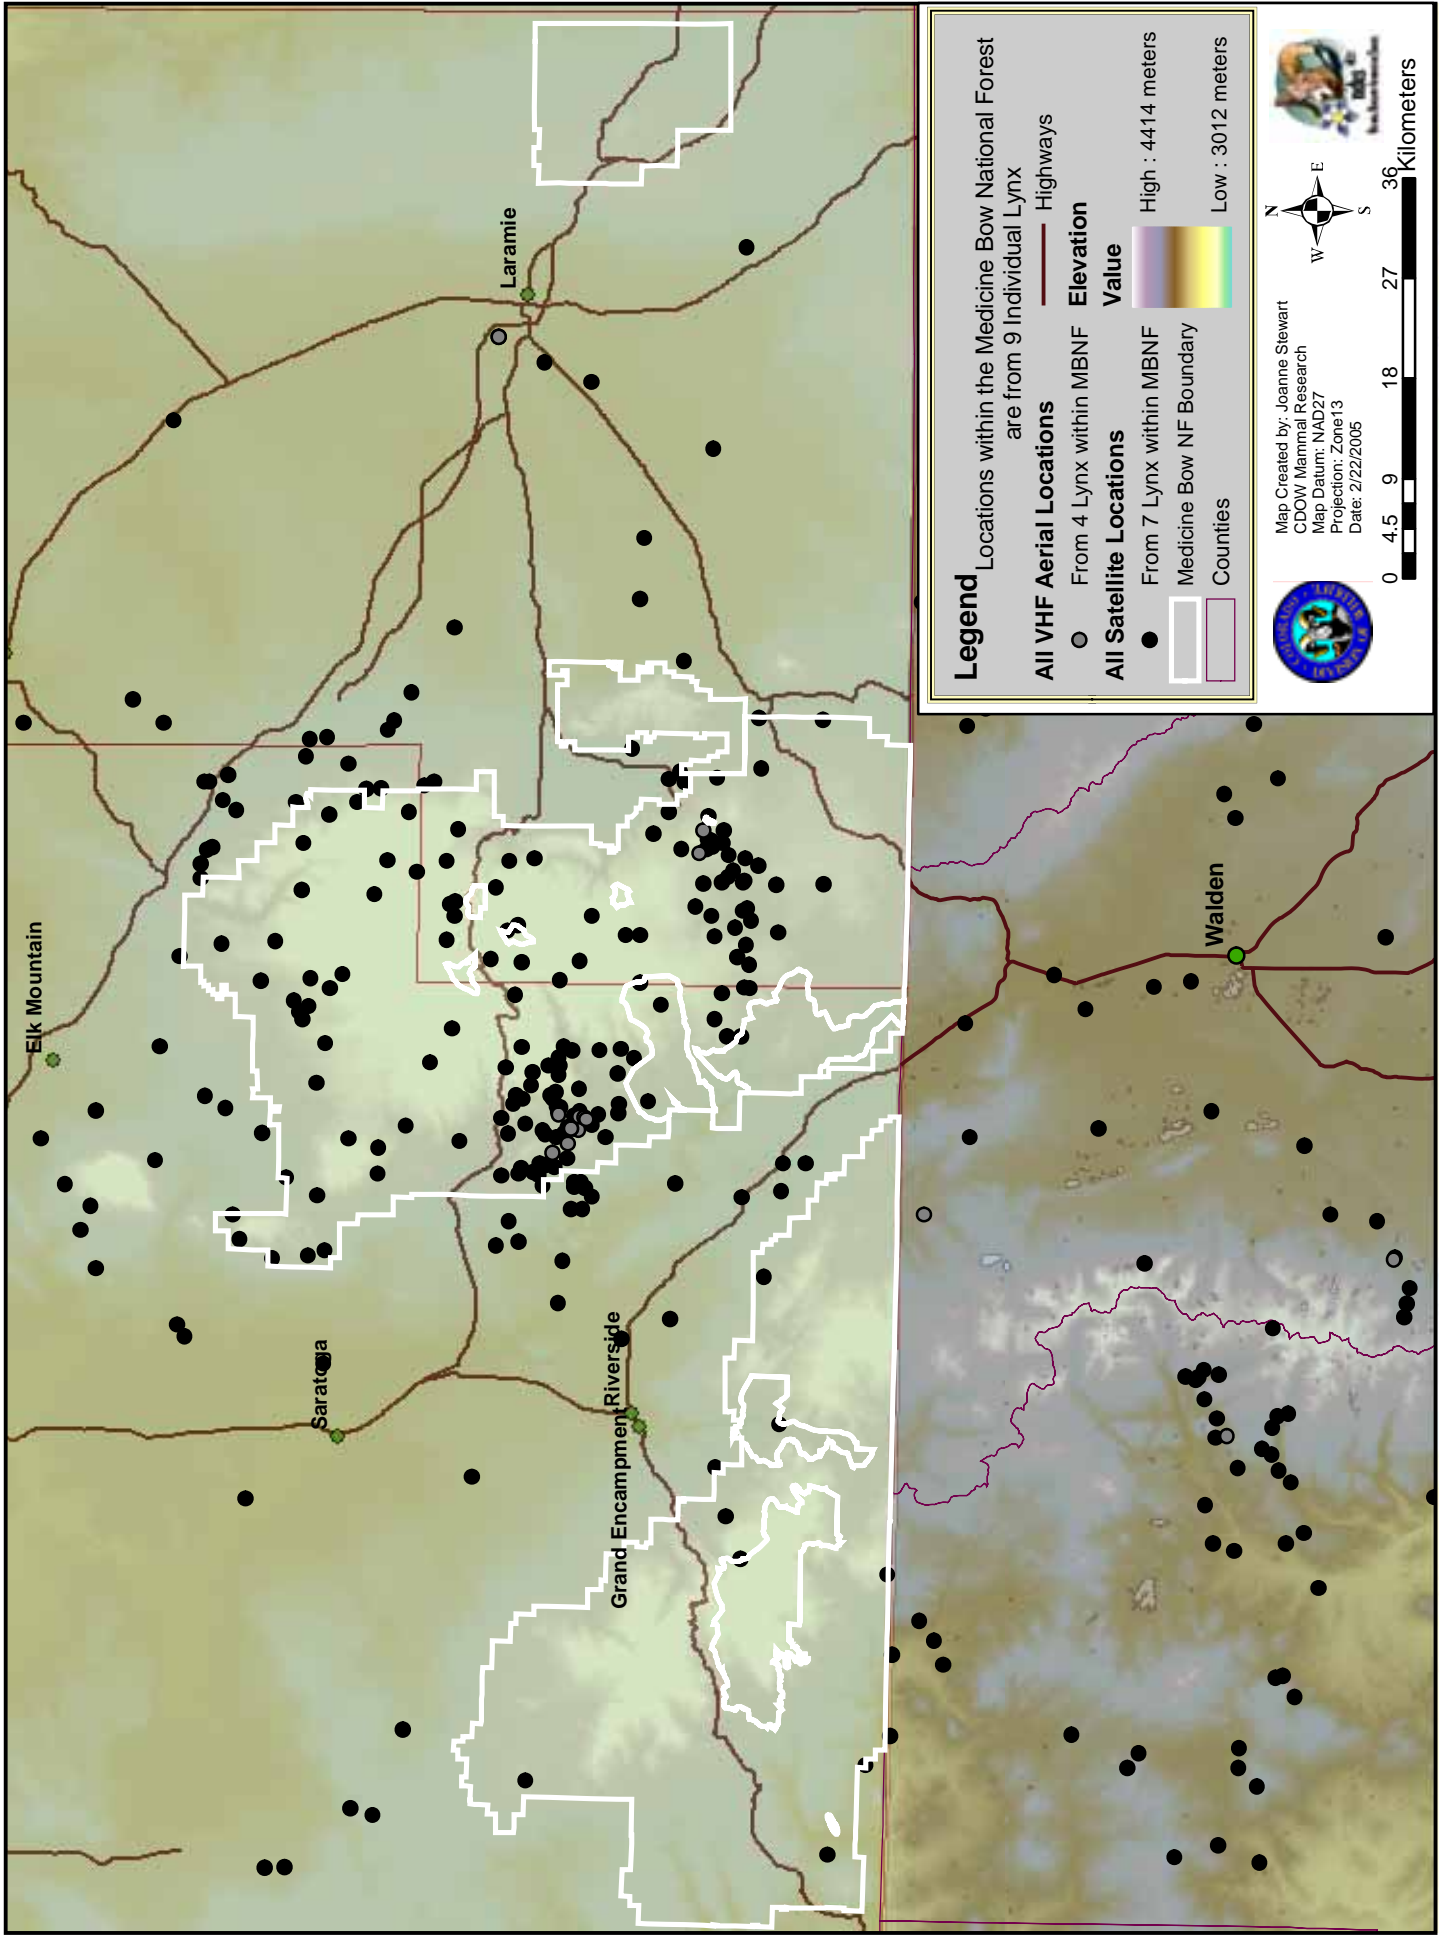 Elk Mountain
Laramie
Saratoga
Riverside
Grand Encampment
Walden
Legend
Locations within the Medicine Bow National Forest
are from 9 Individual Lynx
All VHF Aerial Locations
From 4 Lynx within MBNF
All Satellite Locations
From 7 Lynx within MBNF
Medicine Bow NF Boundary
Counties
Highways
Elevation
Value
High : 4414 meters
Low : 3012 meters
Map Created by: Joanne Stewart
CDOW Mammal Research
Map Datum: NAD27
Projection: Zone13
Date: 2/22/2005
N
W E
S
0 4.5 9 18 27 36
Kilometers